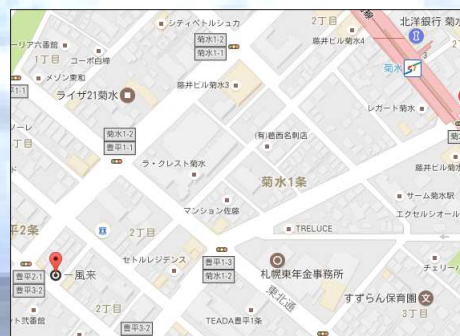 シティペトルシュカ
2丁目
北洋銀行 菊水
リア六番館
菊水1-2
菊水1-1
藤井ビル菊水4
1丁目
コーポ白樺
菊水
メゾン東和
藤井ビル菊水3
ライザ21菊水
レガート菊水
菊水1-2
豊平1-1
(有)葛西名刺店
ラ・クレスト菊水
藤井ビル菊
菊水1条
サーム菊水駅
マンション佐藤
エクセルシオール
2条
2丁目
TRELUCE
セトルレジデンス
豊平1-3
菊水1-2
一風来
豊平2-1
豊平3-2
札幌東年金事務所
チェリー
東北通
すずらん保育園
ト弐番館
2丁目
TEADA豊平1条
3丁目
豊平3-2